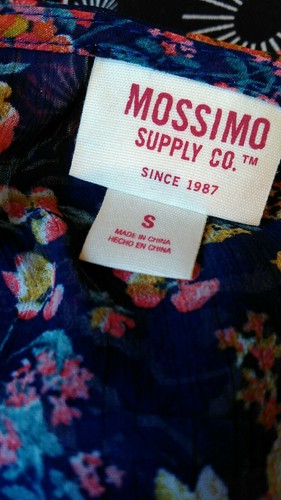 MOSSIMO
SUPPLY CO.™
SINCE 1987
S
MADE IN CHINA
HECHO EN CHINA